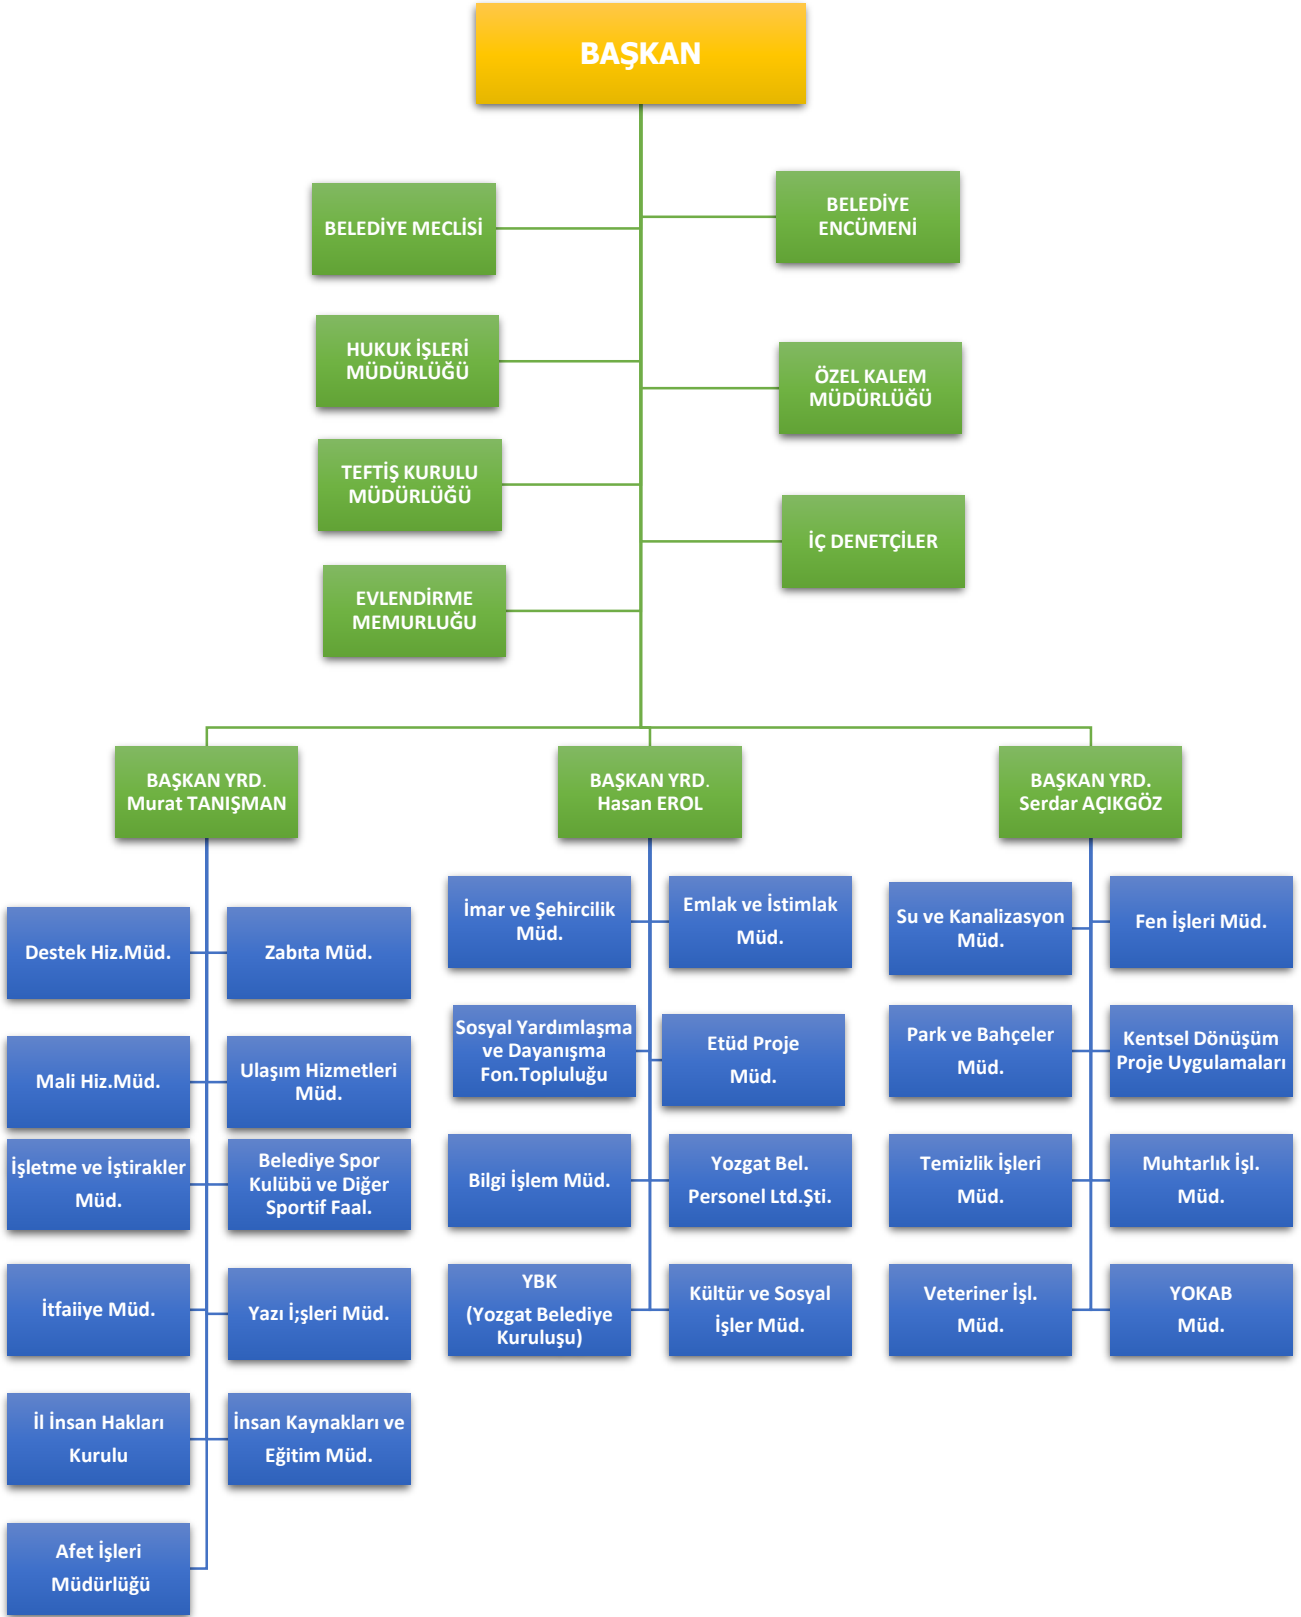 BAŞKAN
BELEDİYE MECLİSİ
BELEDİYE
ENCÜMENİ
HUKUK İŞLERİ
MÜDÜRLÜĞÜ
ÖZEL KALEM
MÜDÜRLÜĞÜ
TEFTİŞ KURULU
MÜDÜRLÜĞÜ
İÇ DENETÇİLER
EVLENDİRME
MEMURLUĞU
BAŞKAN YRD.
Murat TANIŞMAN
BAŞKAN YRD.
Hasan EROL
BAŞKAN YRD.
Serdar AÇIKGÖZ
Destek Hiz.Müd.
Zabıta Müd.
Mali Hiz.Müd.
Ulaşım Hizmetleri
Müd.
İşletme ve İştirakler
Müd.
Belediye Spor
Kulübü ve Diğer
Sportif Faal.
İtfaiiye Müd.
Yazı İ;şleri Müd.
İl İnsan Hakları
Kurulu
İnsan Kaynakları ve
Eğitim Müd.
Afet İşleri
Müdürlüğü
İmar ve Şehircilik
Müd.
Emlak ve İstimlak
Müd.
Sosyal Yardımlaşma
ve Dayanışma
Fon.Topluluğu
Etüd Proje
Müd.
Bilgi İşlem Müd.
Yozgat Bel.
Personel Ltd.Şti.
YBK
(Yozgat Belediye
Kuruluşu)
Kültür ve Sosyal
İşler Müd.
Su ve Kanalizasyon
Müd.
Fen İşleri Müd.
Park ve Bahçeler
Müd.
Kentsel Dönüşüm
Proje Uygulamaları
Temizlik İşleri
Müd.
Muhtarlık İşl.
Müd.
Veteriner İşl.
Müd.
YOKAB
Müd.